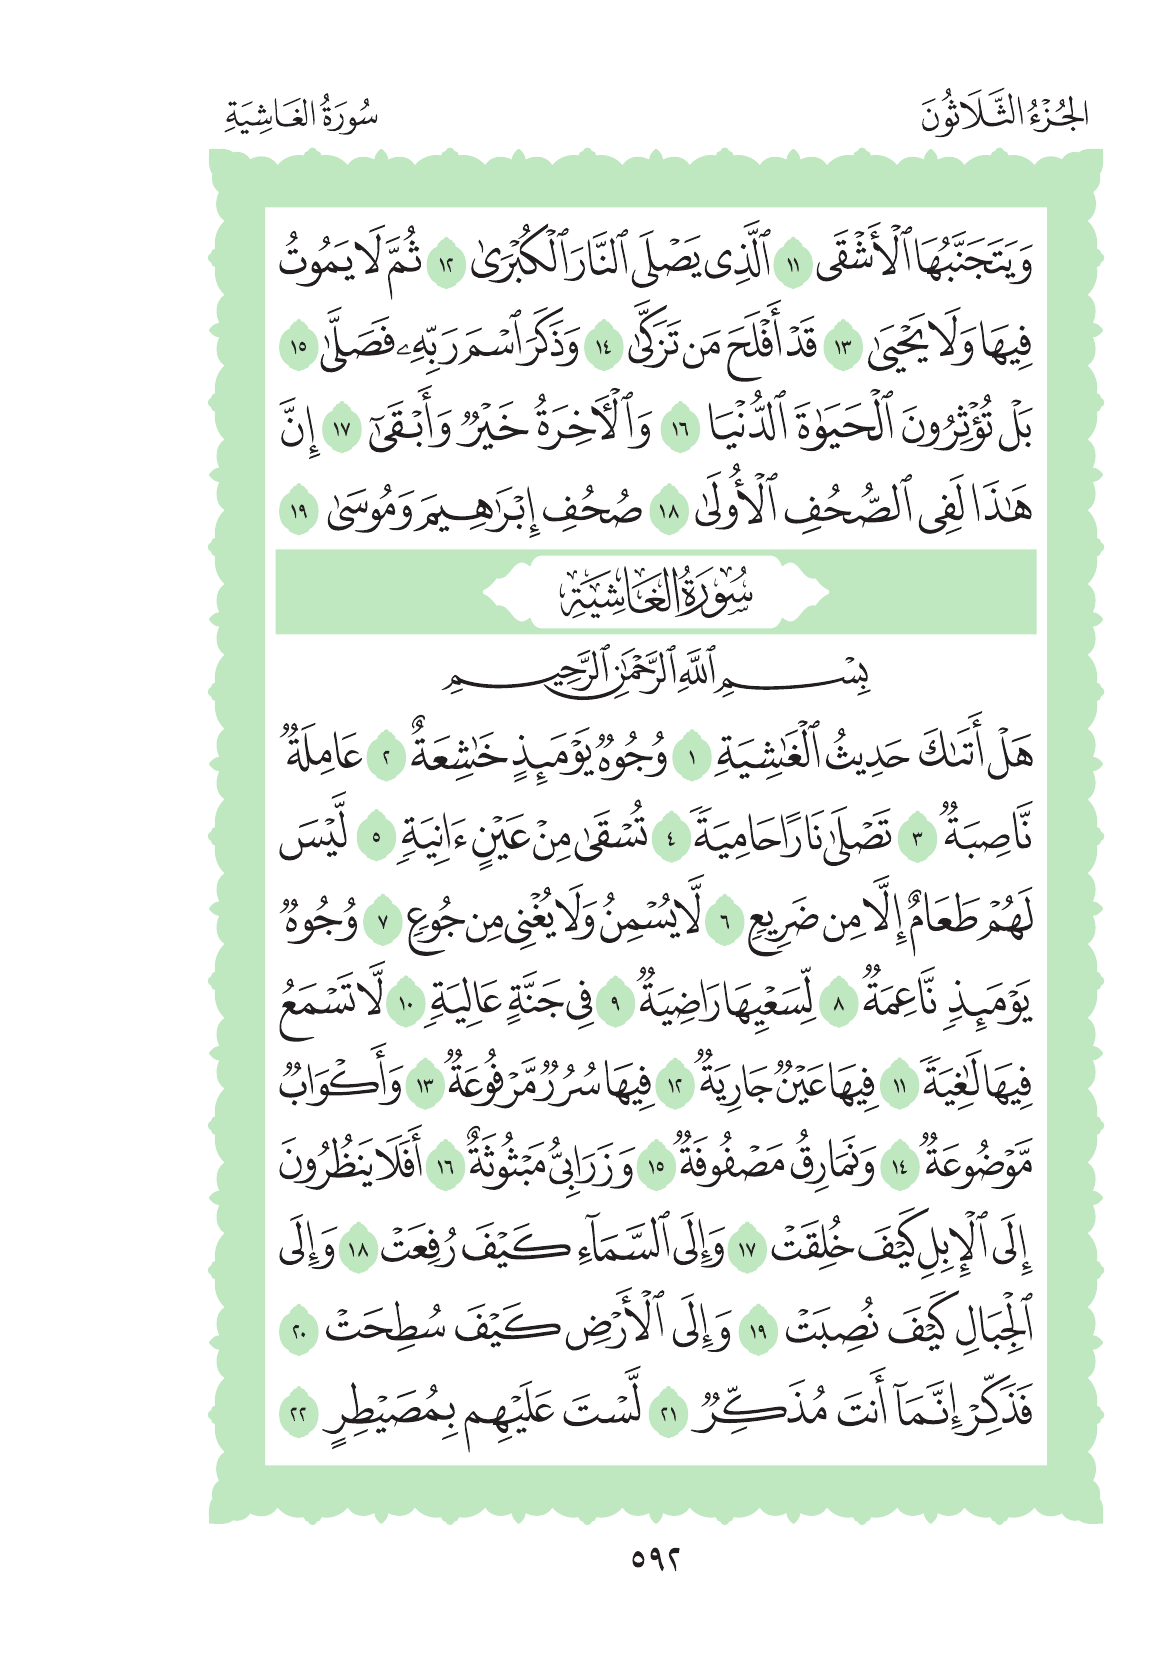 الجُزْءُ الثَّلَاثُونَ
سُورَةُ الغَاشِيَةِ
وَيَتَجَنَّبُهَا ٱلْأَشْقَى ١١ ٱلَّذِى يَصْلَى ٱلنَّارَ ٱلْكُبْرَىٰ ١٢ ثُمَّ لَا يَمُوتُ
فِيهَا وَلَا يَحْيَىٰ ١٣ قَدْ أَفْلَحَ مَن تَزَكَّىٰ ١٤ وَذَكَرَ ٱسْمَ رَبِّهِۦ فَصَلَّىٰ ١٥
بَلْ تُؤْثِرُونَ ٱلْحَيَوٰةَ ٱلدُّنْيَا ١٦ وَٱلْأَخِرَةُ خَيْرٌ وَأَبْقَىٰٓ ١٧ إِنَّ
هَـٰذَا لَفِى ٱلصُّحُفِ ٱلْأُولَىٰ ١٨ صُحُفِ إِبْرَٰهِيمَ وَمُوسَىٰ ١٩
سُورَةُ الغَاشِيَةِ
بِسْمِ ٱللَّهِ ٱلرَّحْمَـٰنِ ٱلرَّحِيمِ
هَلْ أَتَىٰكَ حَدِيثُ ٱلْغَـٰشِيَةِ ١ وُجُوهٌ يَوْمَئِذٍ خَـٰشِعَةٌ ٢ عَامِلَةٌ
نَّاصِبَةٌ ٣ تَصْلَىٰ نَارًا حَامِيَةً ٤ تُسْقَىٰ مِنْ عَيْنٍ ءَانِيَةٍ ٥ لَّيْسَ
لَهُمْ طَعَامٌ إِلَّا مِن ضَرِيعٍ ٦ لَّا يُسْمِنُ وَلَا يُغْنِى مِن جُوعٍ ٧ وُجُوهٌ
يَوْمَئِذٍ نَّاعِمَةٌ ٨ لِّسَعْيِهَا رَاضِيَةٌ ٩ فِى جَنَّةٍ عَالِيَةٍ ١٠ لَّا تَسْمَعُ
فِيهَا لَـٰغِيَةً ١١ فِيهَا عَيْنٌ جَارِيَةٌ ١٢ فِيهَا سُرُرٌ مَّرْفُوعَةٌ ١٣ وَأَكْوَابٌ
مَّوْضُوعَةٌ ١٤ وَنَمَارِقُ مَصْفُوفَةٌ ١٥ وَزَرَابِىُّ مَبْثُوثَةٌ ١٦ أَفَلَا يَنظُرُونَ
إِلَى ٱلْإِبِلِ كَيْفَ خُلِقَتْ ١٧ وَإِلَى ٱلسَّمَآءِ كَيْفَ رُفِعَتْ ١٨ وَإِلَى
ٱلْجِبَالِ كَيْفَ نُصِبَتْ ١٩ وَإِلَى ٱلْأَرْضِ كَيْفَ سُطِحَتْ ٢٠
فَذَكِّرْ إِنَّمَآ أَنتَ مُذَكِّرٌ ٢١ لَّسْتَ عَلَيْهِم بِمُصَيْطِرٍ ٢٢
٥٩٢